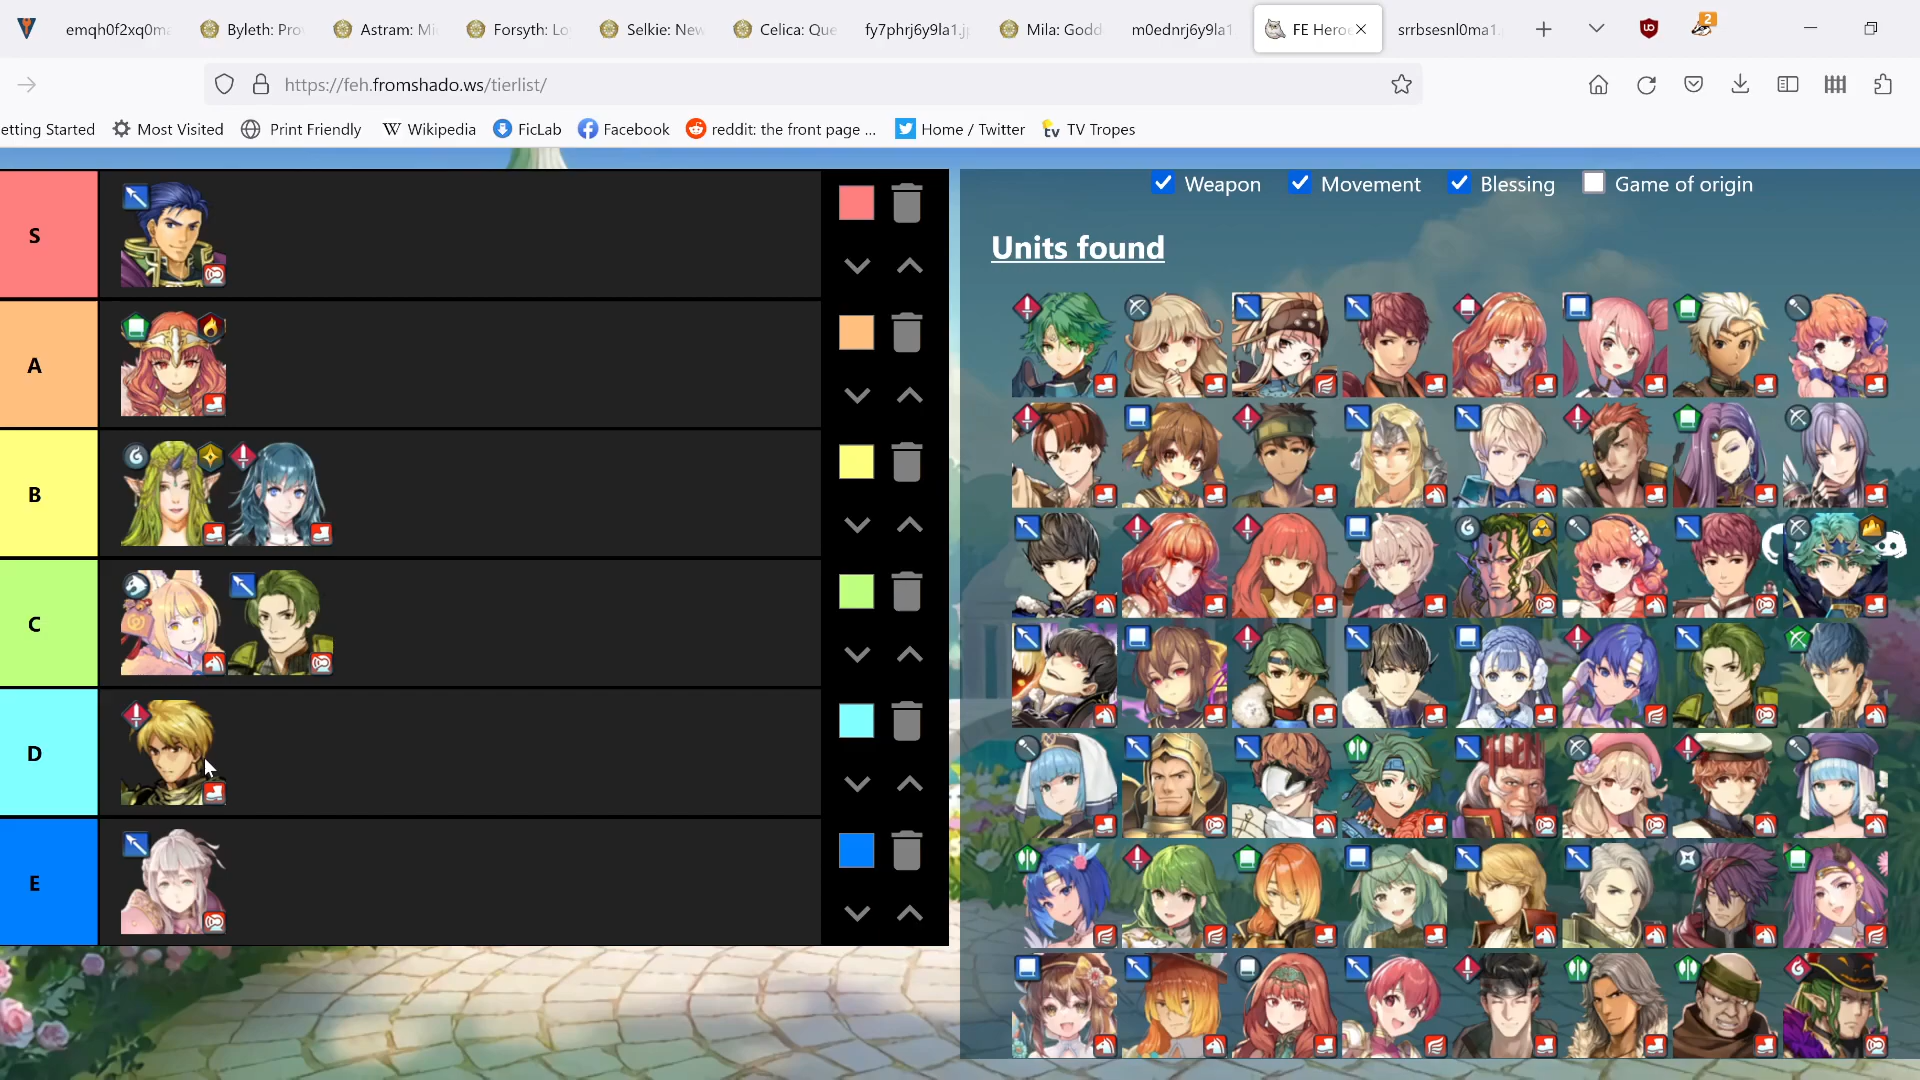 emqh0f2xq0ma
Byleth: Pro
Astram: Mi
Forsyth: Lo
Selkie: New
Celica: Que
fy7phrj6y9la1.j
Mila: Godd
m0ednrj6y9la1
FE Hero
srrbsesnl0ma1.
2
https://feh.fromshado.ws/tierlist/
etting Started
Most Visited
Print Friendly
Wikipedia
FicLab
Facebook
reddit: the front page ...
Home / Twitter
TV Tropes
S
A
B
C
D
E
Weapon
Movement
Blessing
Game of origin
Units found